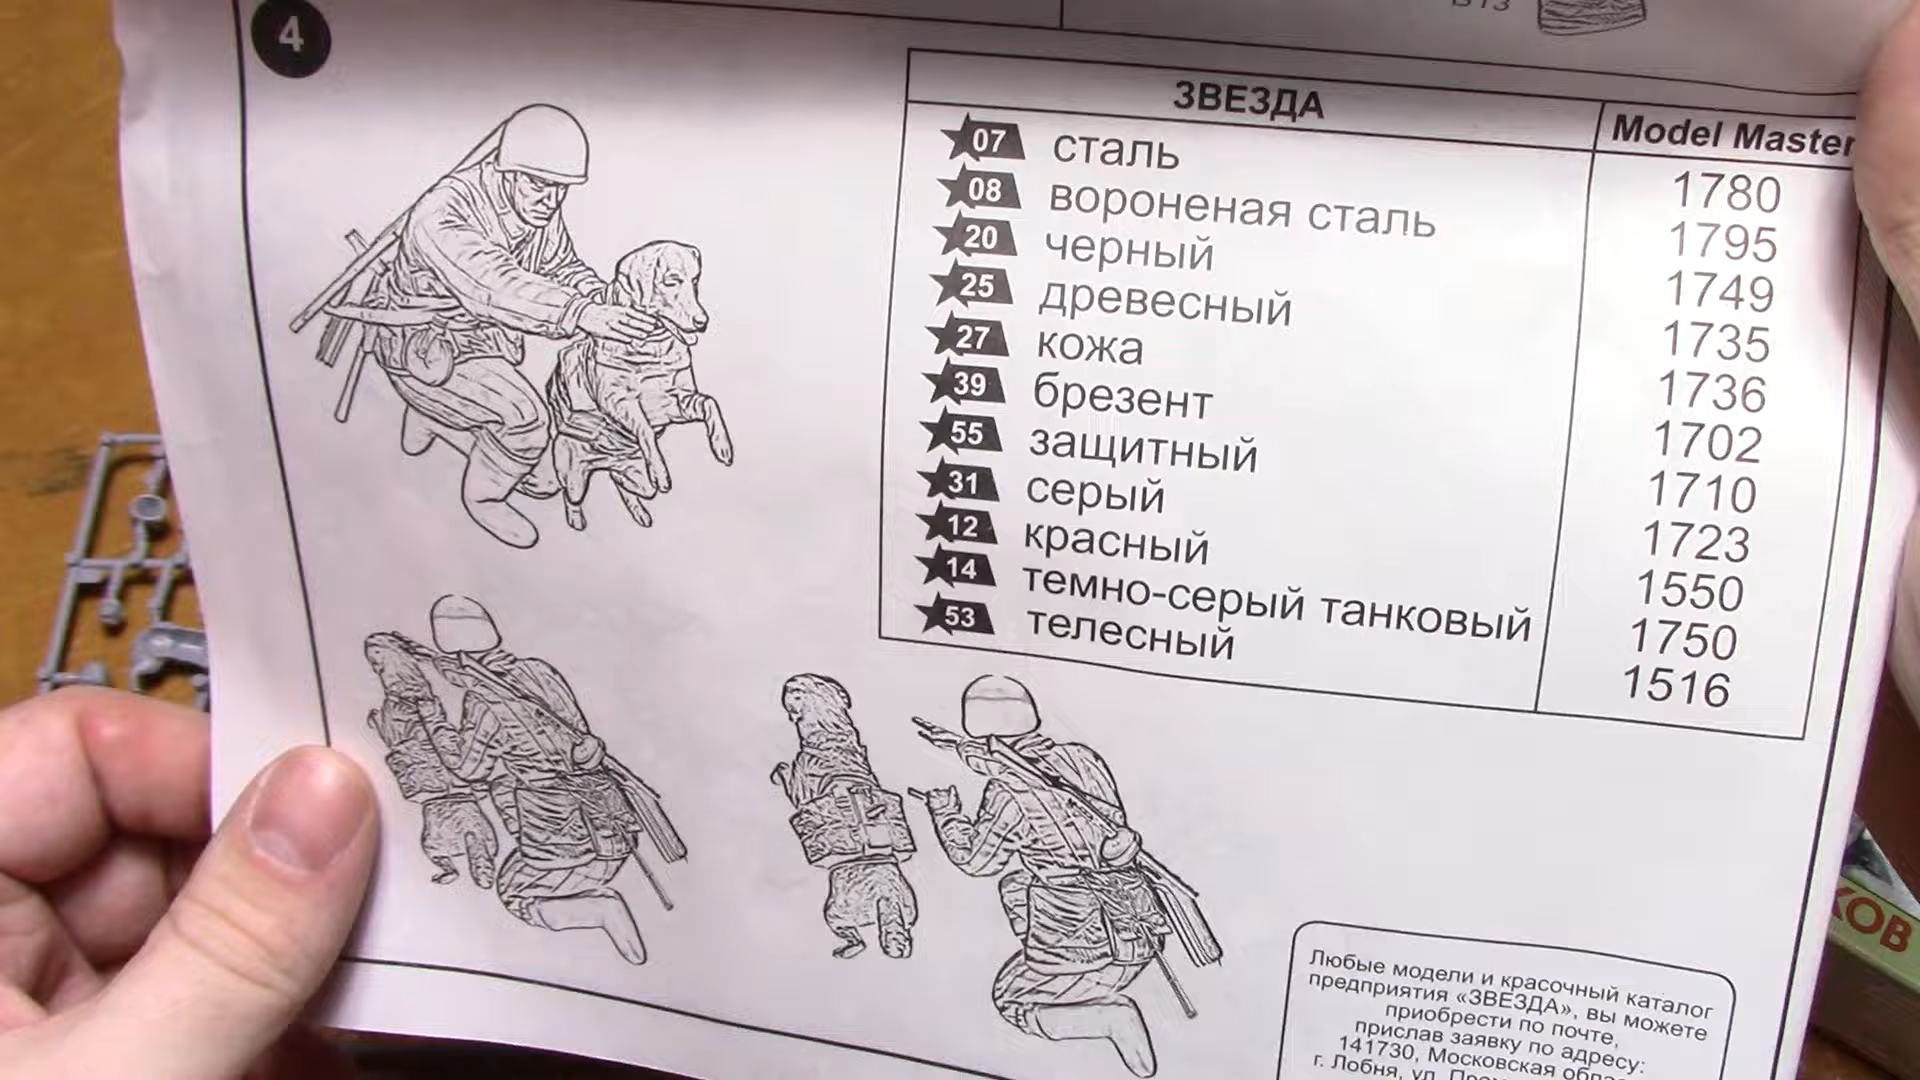 4
ЗВЕЗДА Model Master
07 сталь 1780
08 вороненая сталь 1795
20 черный 1749
25 древесный 1735
27 кожа 1736
39 брезент 1702
55 защитный 1710
31 серый 1723
12 красный 1550
14 темно-серый танковый 1750
53 телесный 1516
Любые модели и красочный каталог
предприятия «ЗВЕЗДА», вы можете
приобрести по почте,
прислав заявку по адресу:
141730, Московская
г. Лобня, ул.
КОВ